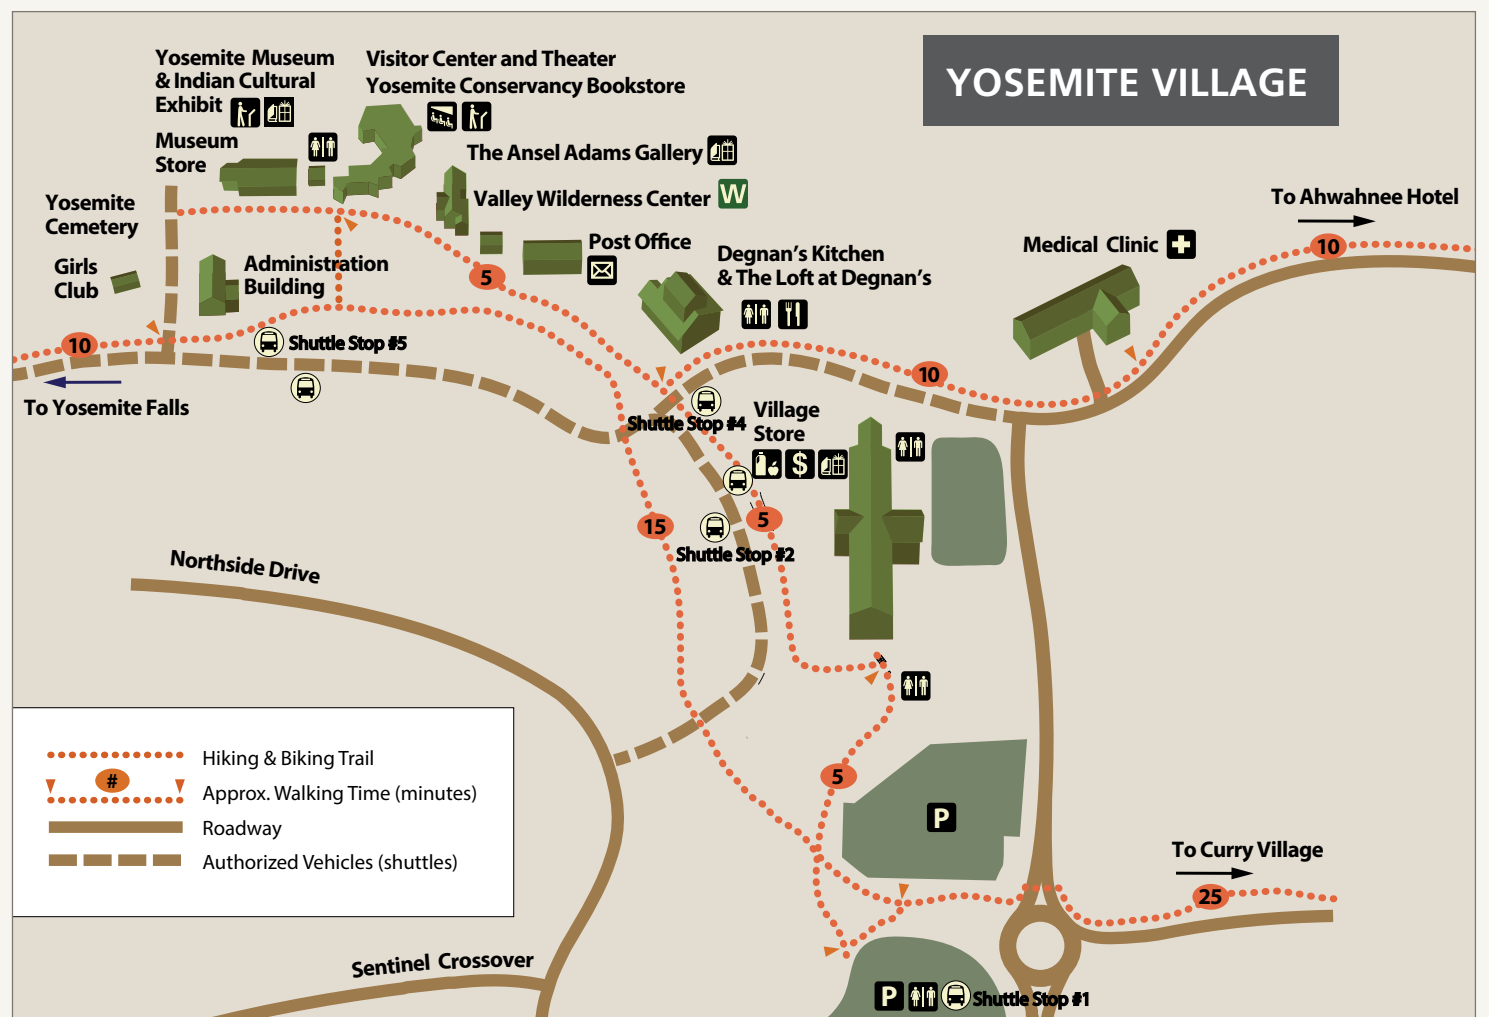 YOSEMITE VILLAGE
Yosemite Museum
& Indian Cultural
Exhibit
Museum
Store
Visitor Center and Theater
Yosemite Conservancy Bookstore
The Ansel Adams Gallery
Valley Wilderness Center
W
Yosemite
Cemetery
Girls
Club
Administration
Building
Post Office
Degnan's Kitchen
& The Loft at Degnan's
Medical Clinic
To Ahwahnee Hotel
10
5
10
Shuttle Stop #5
To Yosemite Falls
10
Shuttle Stop #4
Village
Store
$
15
5
Shuttle Stop #2
Northside Drive
5
P
#
Hiking & Biking Trail
Approx. Walking Time (minutes)
Roadway
Authorized Vehicles (shuttles)
To Curry Village
25
Sentinel Crossover
P
Shuttle Stop #1